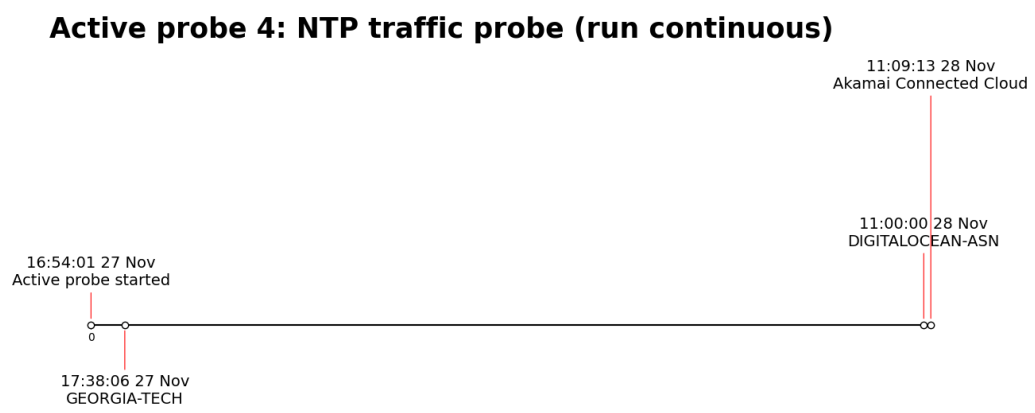 Active probe 4: NTP traffic probe (run continuous)
11:09:13 28 Nov
Akamai Connected Cloud
11:00:00 28 Nov
DIGITALOCEAN-ASN
16:54:01 27 Nov
Active probe started
0
17:38:06 27 Nov
GEORGIA-TECH